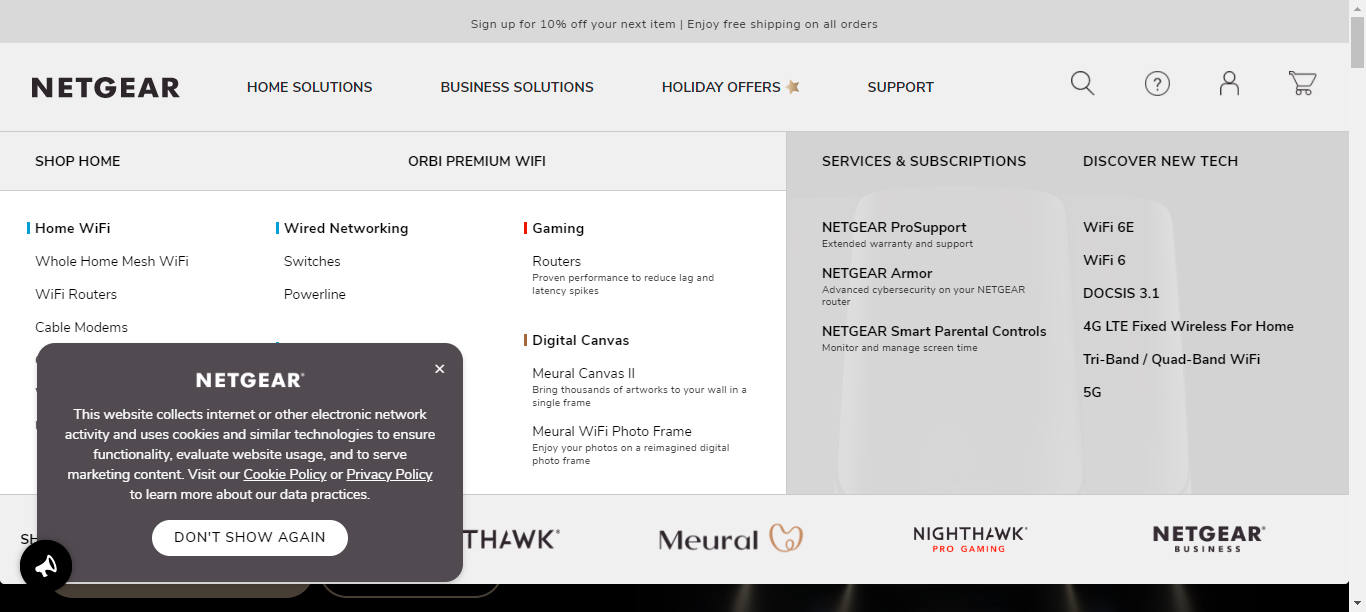 Sign up for 10% off your next item | Enjoy free shipping on all orders
NETGEAR
HOME SOLUTIONS
BUSINESS SOLUTIONS
HOLIDAY OFFERS
SUPPORT
SHOP HOME
ORBI PREMIUM WIFI
SERVICES & SUBSCRIPTIONS
DISCOVER NEW TECH
Home WiFi
Whole Home Mesh WiFi
WiFi Routers
Cable Modems
Wired Networking
Switches
Powerline
Gaming
Routers
Proven performance to reduce lag and
latency spikes
Digital Canvas
Meural Canvas II
Bring thousands of artworks to your wall in a
single frame
Meural WiFi Photo Frame
Enjoy your photos on a reimagined digital
photo frame
NETGEAR ProSupport
Extended warranty and support
NETGEAR Armor
Advanced cybersecurity on your NETGEAR
router
NETGEAR Smart Parental Controls
Monitor and manage screen time
WiFi 6E
WiFi 6
DOCSIS 3.1
4G LTE Fixed Wireless For Home
Tri-Band / Quad-Band WiFi
5G
NETGEAR®
×
This website collects internet or other electronic network
activity and uses cookies and similar technologies to ensure
functionality, evaluate website usage, and to serve
marketing content. Visit our Cookie Policy or Privacy Policy
to learn more about our data practices.
DON'T SHOW AGAIN
Meural
NIGHTHAWK®
PRO GAMING
NETGEAR®
BUSINESS